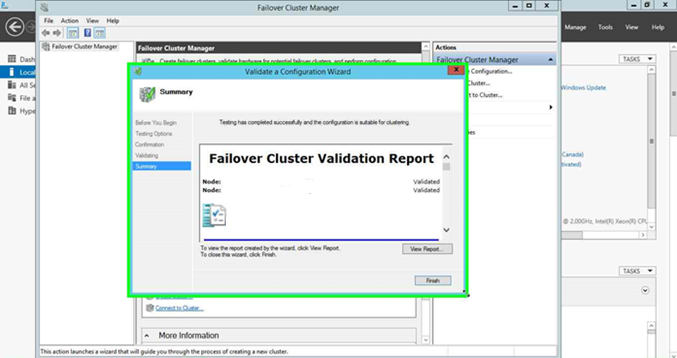 Failover Cluster Manager
File Action View Help
Failover Cluster Manager
Failover Cluster Manager
Create failover clusters, validate hardware for potential failover clusters, and perform configuration
Actions
Failover Cluster Manager
Configuration...
Cluster...
ct to Cluster...
Manage Tools View Help
TASKS
Windows Update
Canada)
tivated)
@ 2.00GHz, Intel(R) Xeon(R) CPU
TASKS
Dash
Local
All Se
File a
Hype
Validate a Configuration Wizard
Summary
Before You Begin
Testing Options
Confirmation
Validating
Summary
Testing has completed successfully and the configuration is suitable for clustering.
Failover Cluster Validation Report
Node: Validated
Node: Validated
To view the report created by the wizard, click View Report.
To close this wizard, click Finish.
View Report...
Finish
Connect to Cluster...
More Information
This action launches a wizard that will guide you through the process of creating a new cluster.